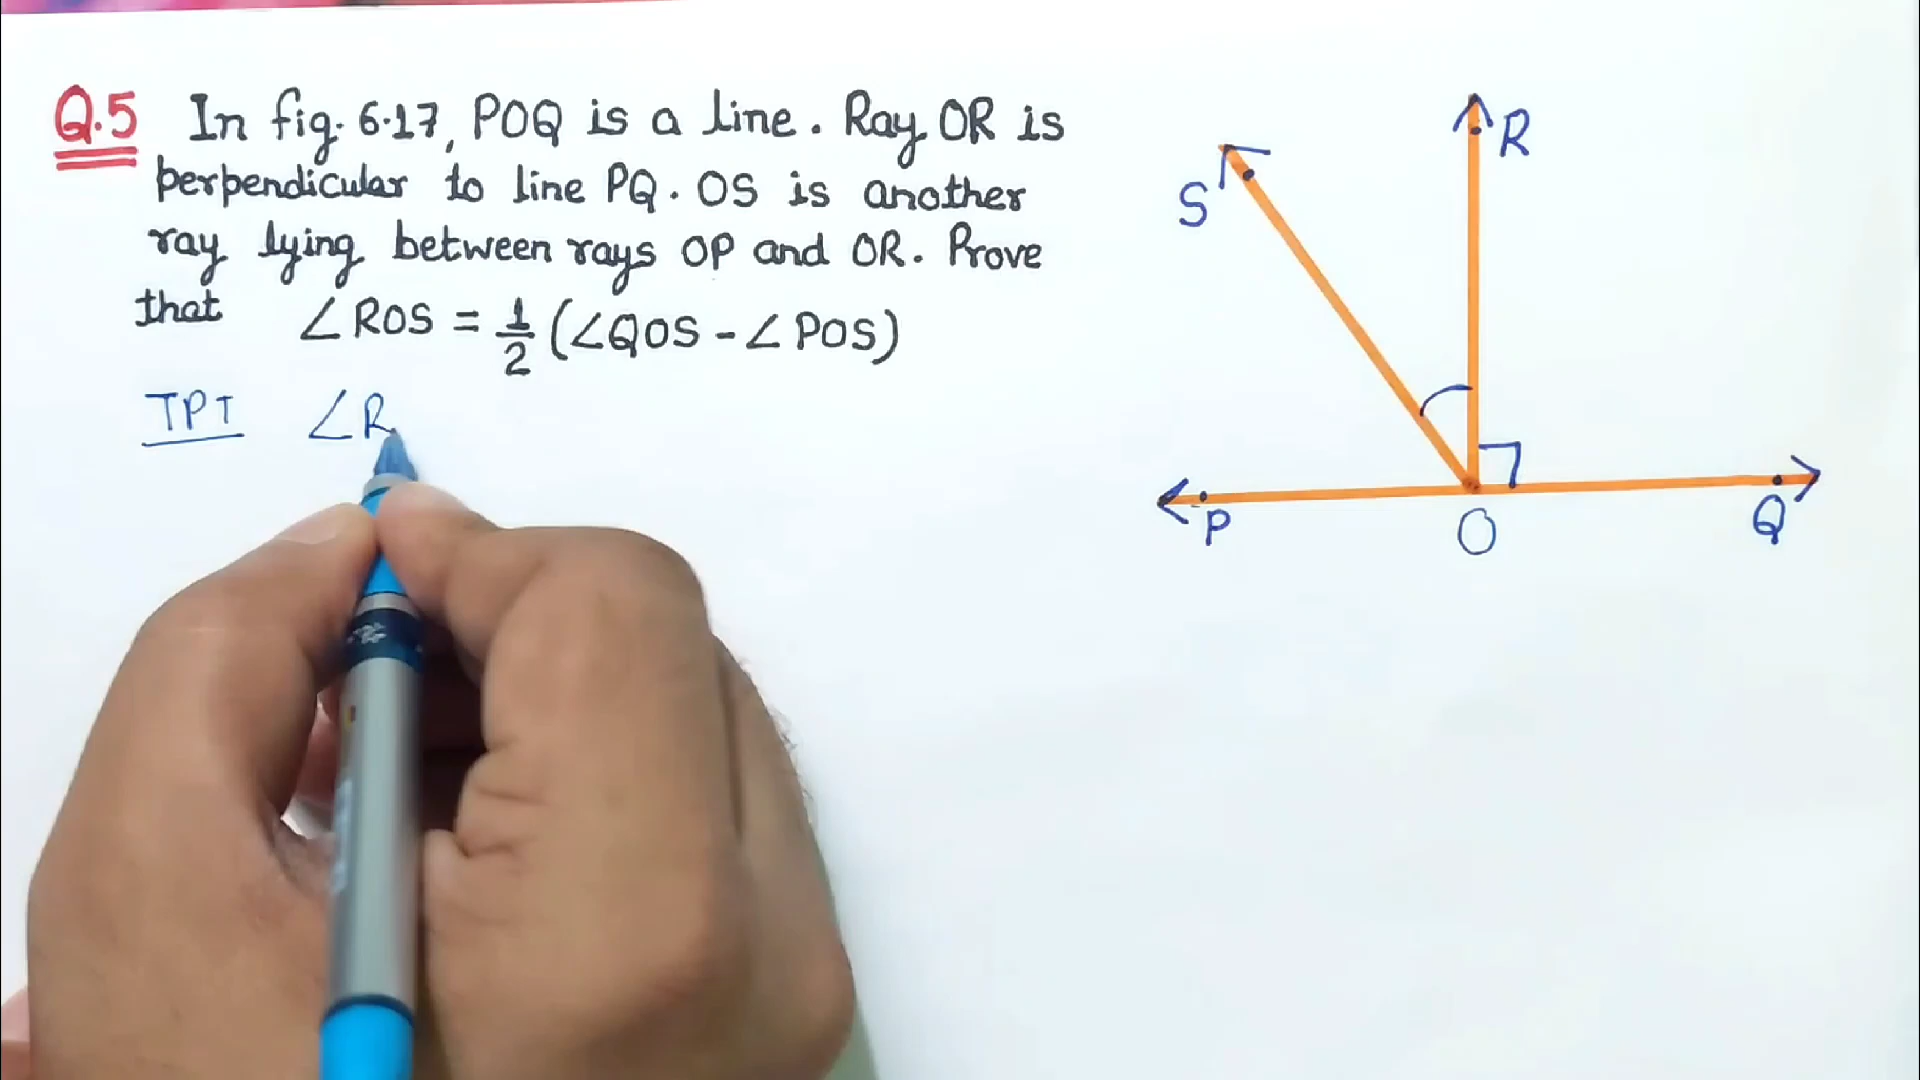 Q.5 In fig. 6.17, POQ is a line. Ray OR is
perpendicular to line PQ. OS is another
ray lying between rays OP and OR. Prove
that ∠ROS = 1/2 (∠QOS - ∠POS)
TPT ∠R
R
S
P
O
Q